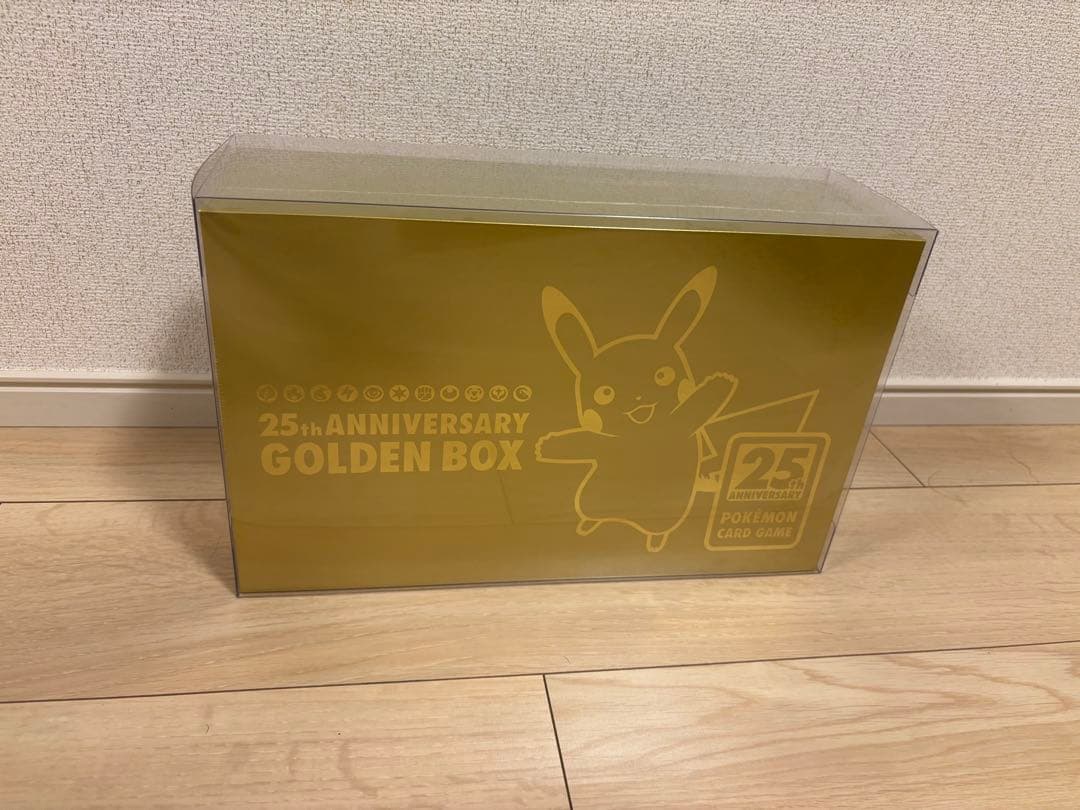 25th ANNIVERSARY
GOLDEN BOX
25th
ANNIVERSARY
POKÉMON
CARD GAME